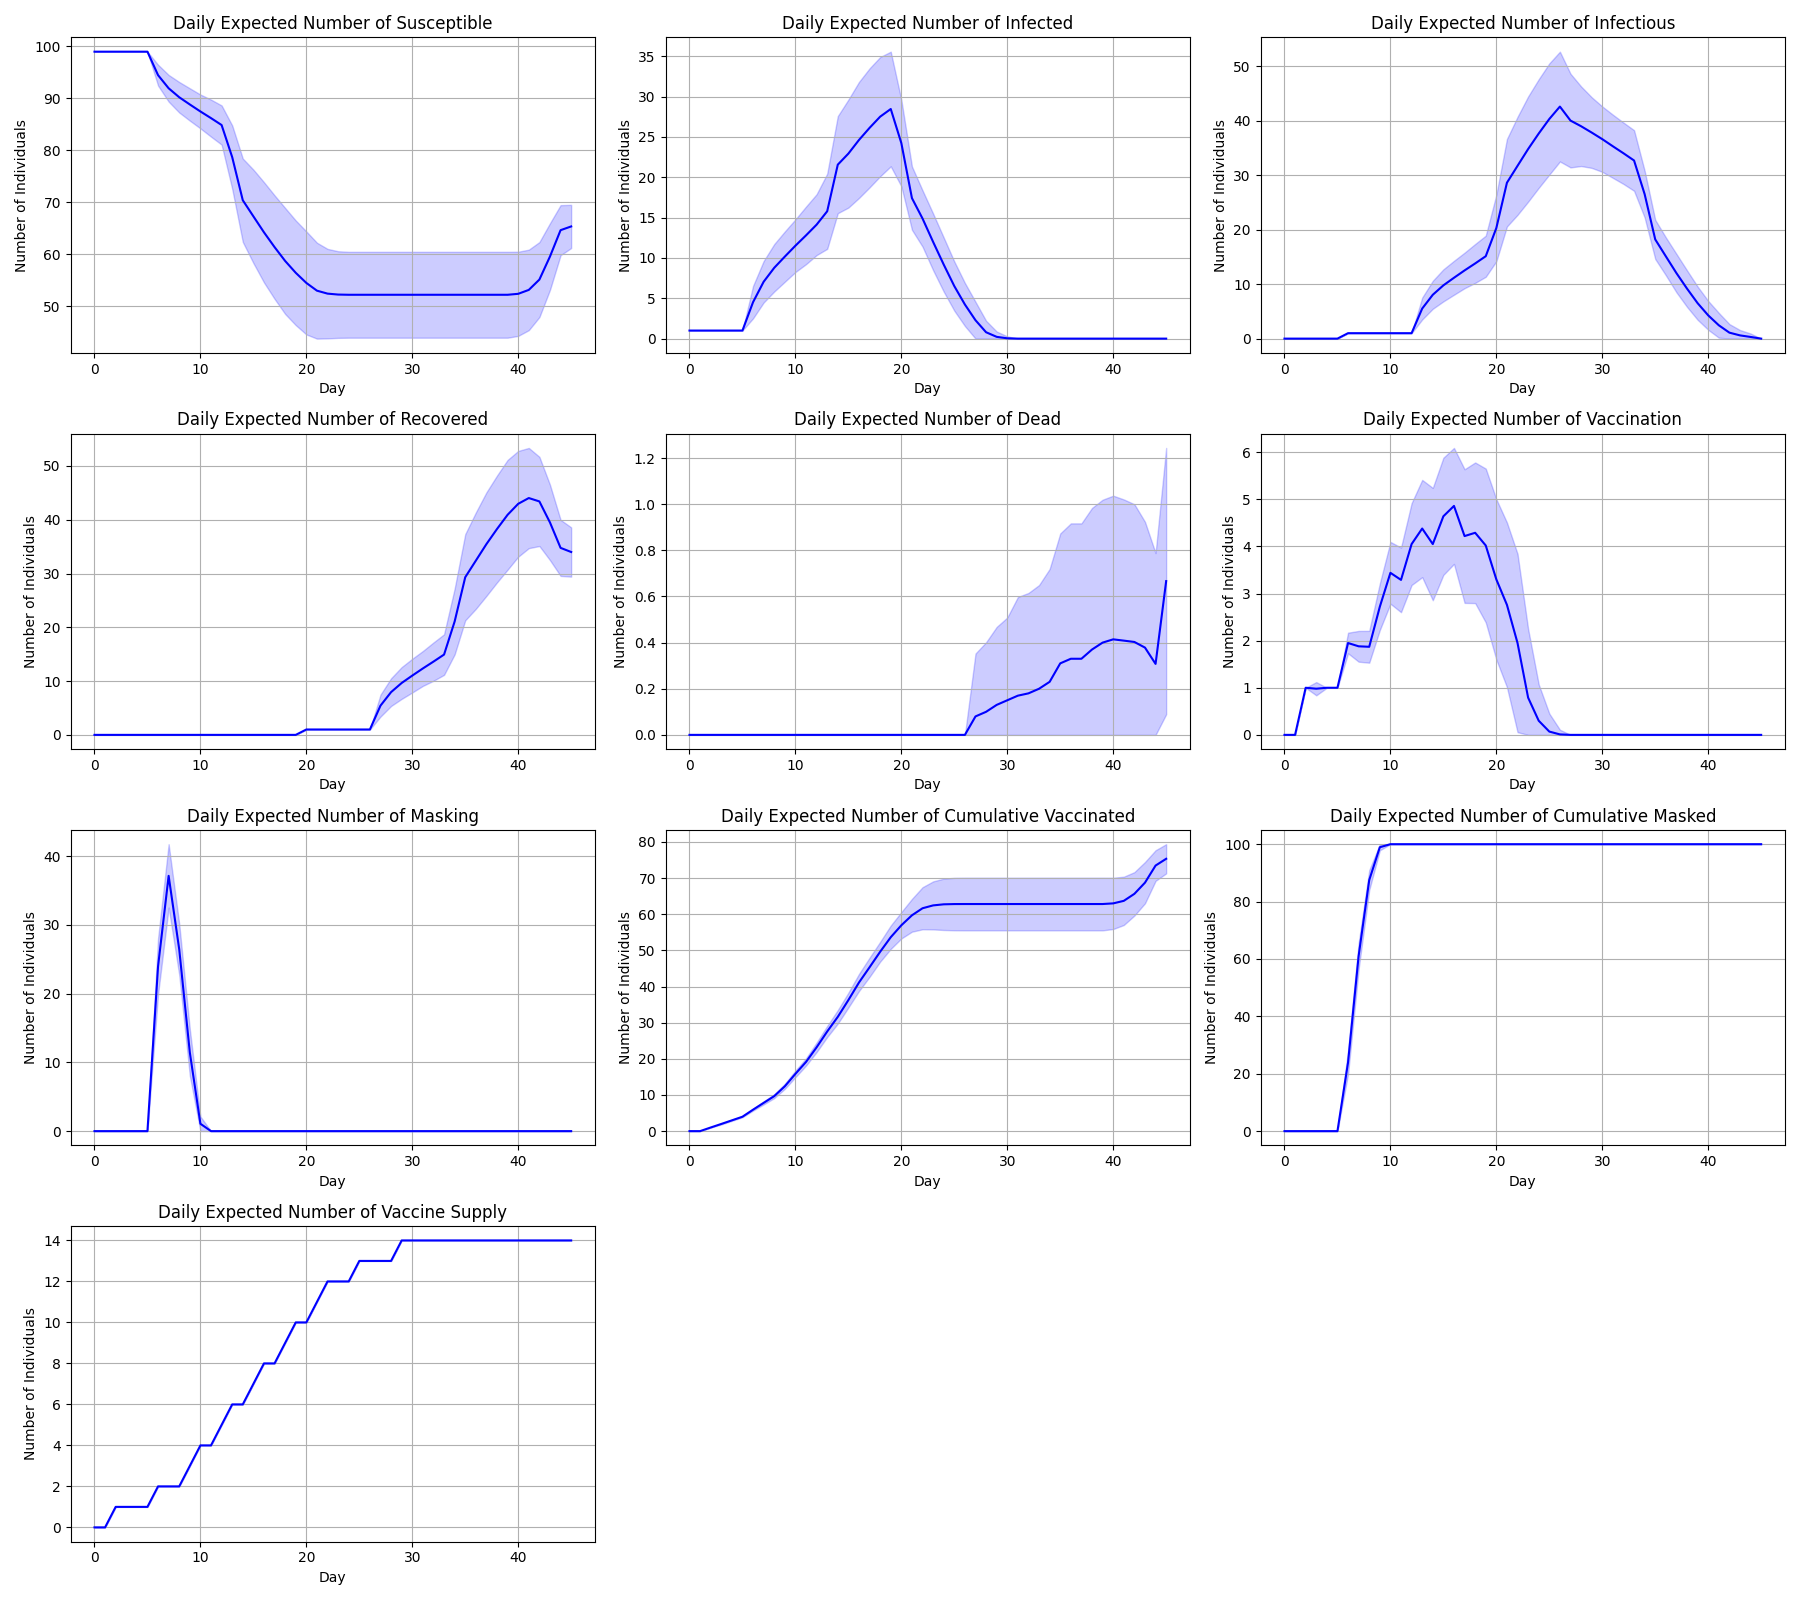 Daily Expected Number of Susceptible
Number of Individuals
100
90
80
70
60
50
0 10 20 30 40
Day
Daily Expected Number of Infected
Number of Individuals
35
30
25
20
15
10
5
0
0 10 20 30 40
Day
Daily Expected Number of Infectious
Number of Individuals
50
40
30
20
10
0
0 10 20 30 40
Day
Daily Expected Number of Recovered
Number of Individuals
50
40
30
20
10
0
0 10 20 30 40
Day
Daily Expected Number of Dead
Number of Individuals
1.2
1.0
0.8
0.6
0.4
0.2
0.0
0 10 20 30 40
Day
Daily Expected Number of Vaccination
Number of Individuals
6
5
4
3
2
1
0
0 10 20 30 40
Day
Daily Expected Number of Masking
Number of Individuals
40
30
20
10
0
0 10 20 30 40
Day
Daily Expected Number of Cumulative Vaccinated
Number of Individuals
80
70
60
50
40
30
20
10
0
0 10 20 30 40
Day
Daily Expected Number of Cumulative Masked
Number of Individuals
100
80
60
40
20
0
0 10 20 30 40
Day
Daily Expected Number of Vaccine Supply
Number of Individuals
14
12
10
8
6
4
2
0
0 10 20 30 40
Day